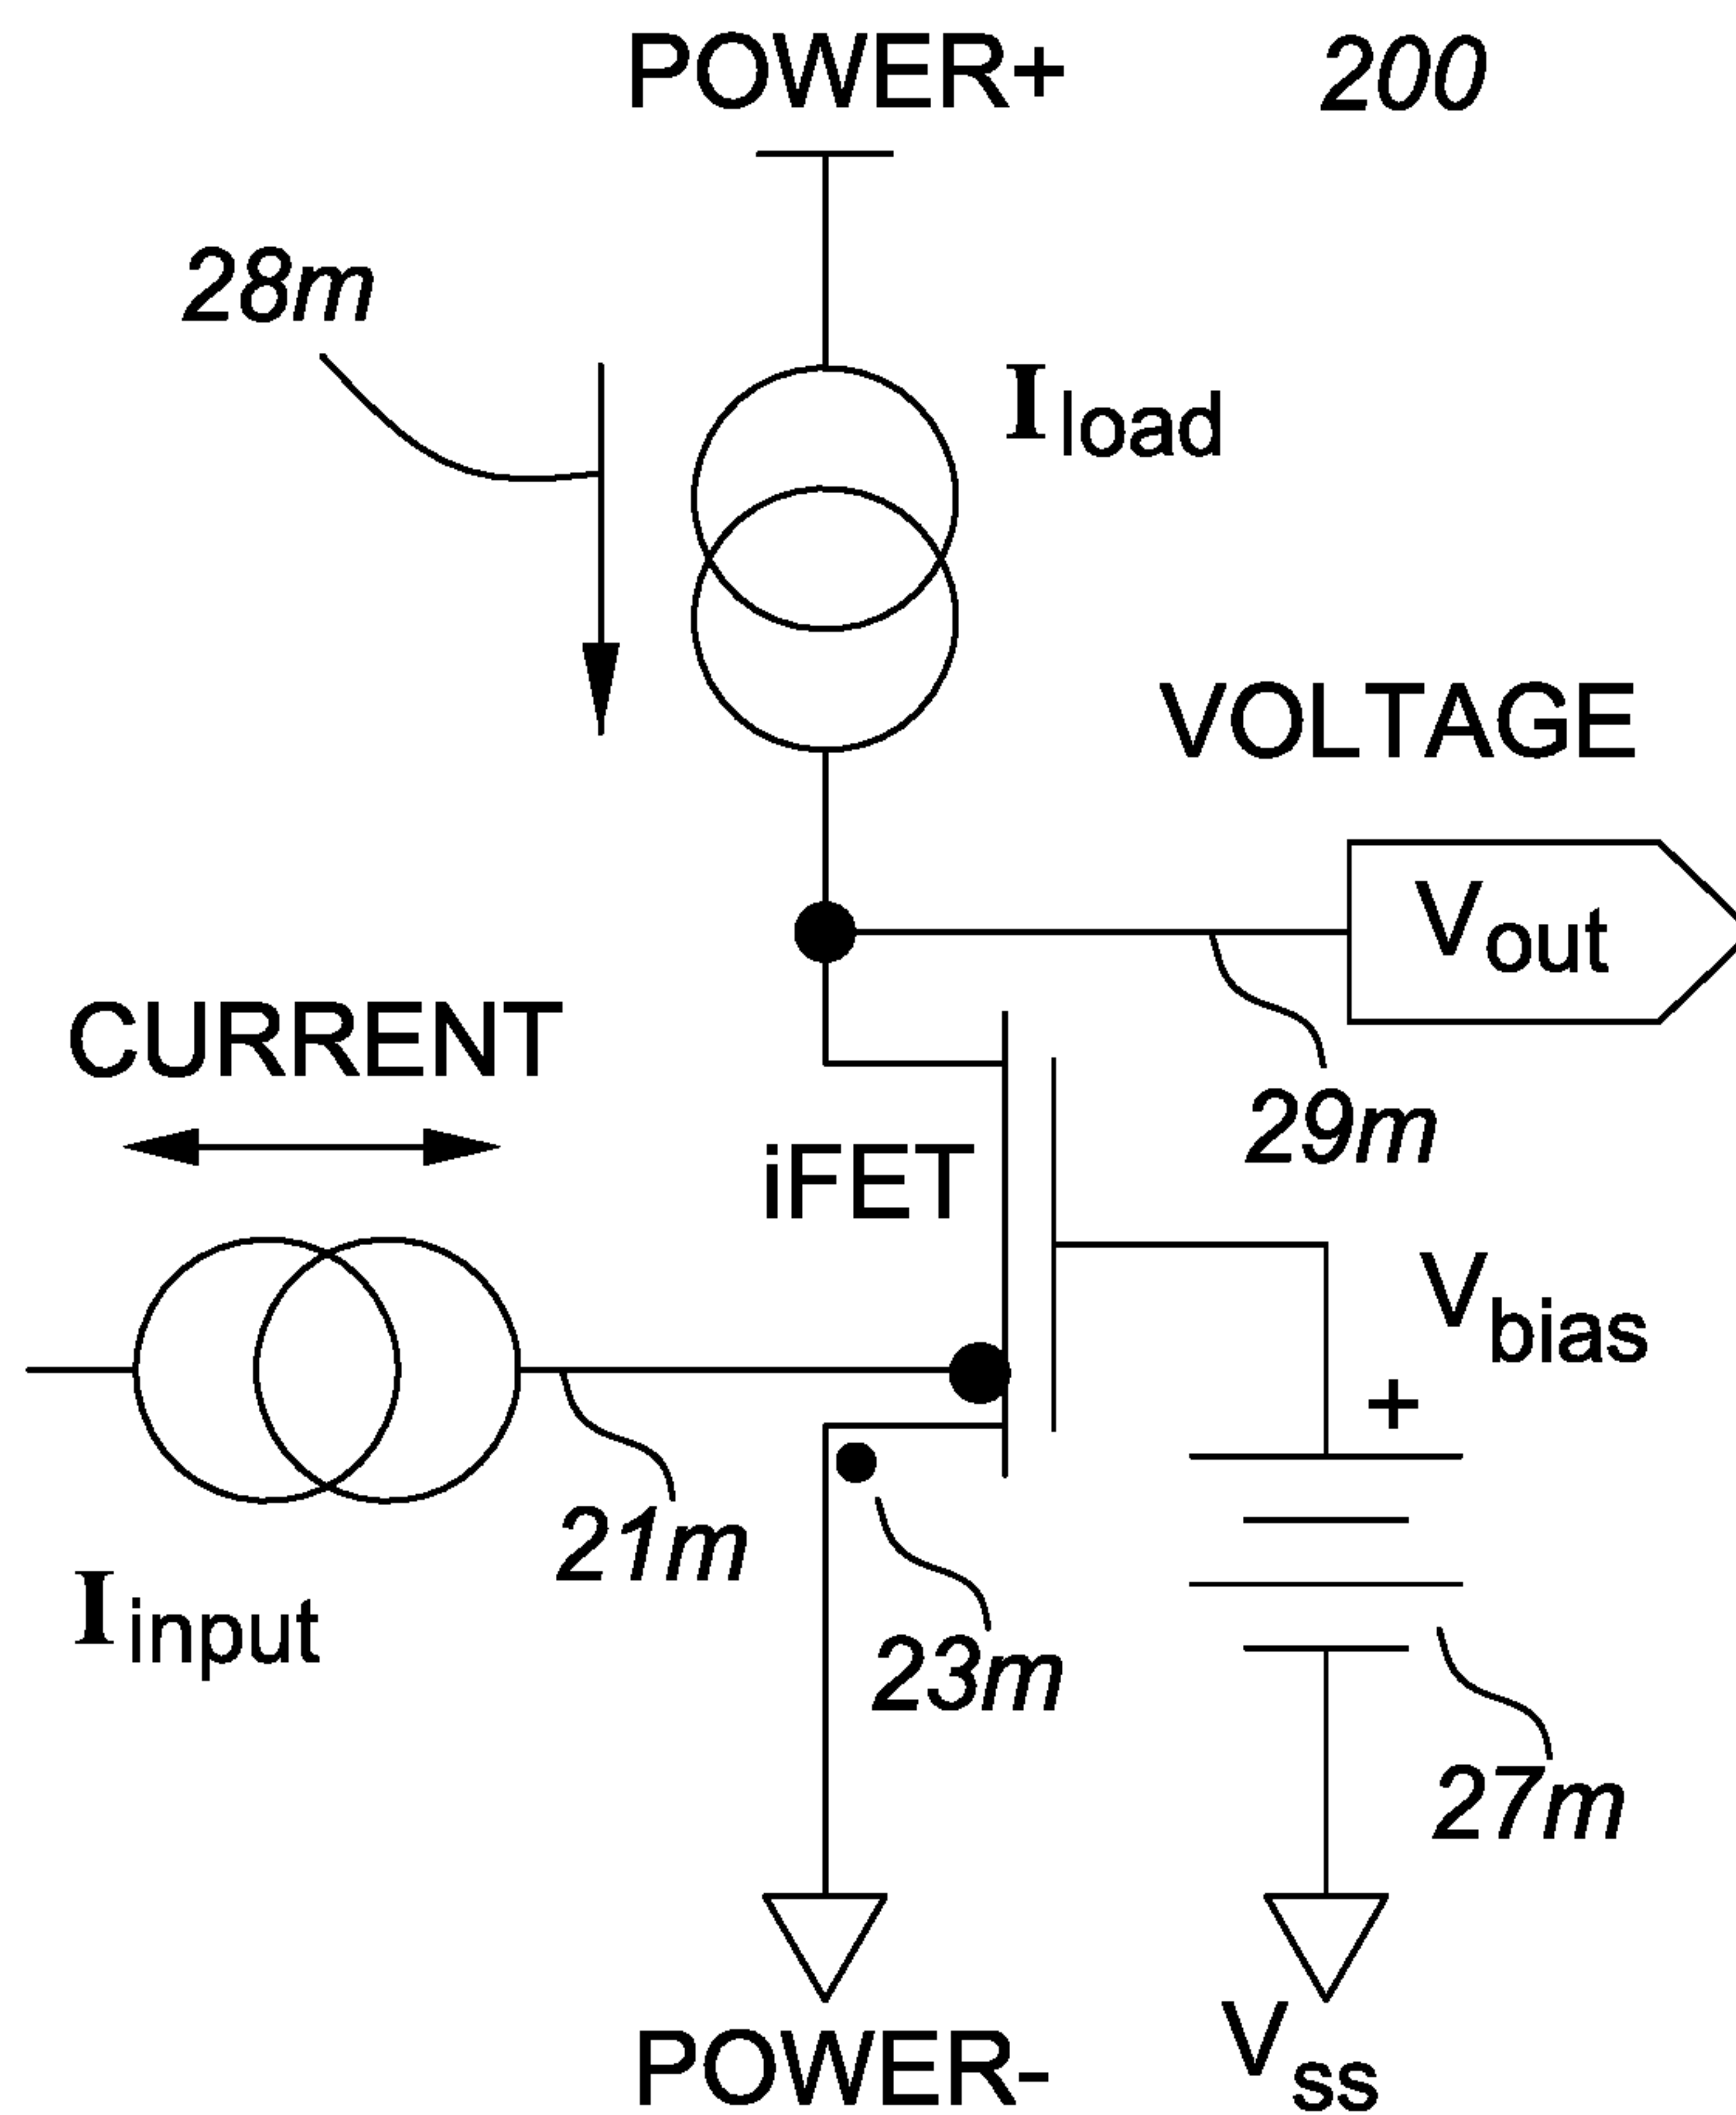 POWER+
200
28m
Iload
VOLTAGE
Vout
CURRENT
29m
iFET
Vbias
+
21m
Iinput
23m
27m
POWER-
Vss